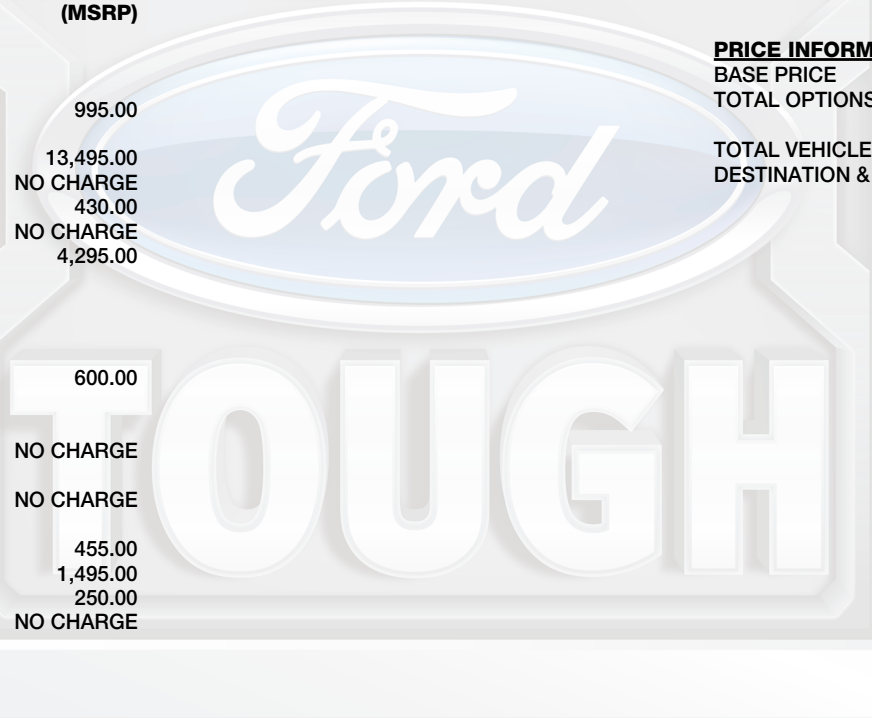 (MSRP)
995.00
13,495.00
NO CHARGE
430.00
NO CHARGE
4,295.00
600.00
NO CHARGE
NO CHARGE
455.00
1,495.00
250.00
NO CHARGE
PRICE INFORM
BASE PRICE
TOTAL OPTIONS
TOTAL VEHICLE
DESTINATION &
Ford
TOUGH